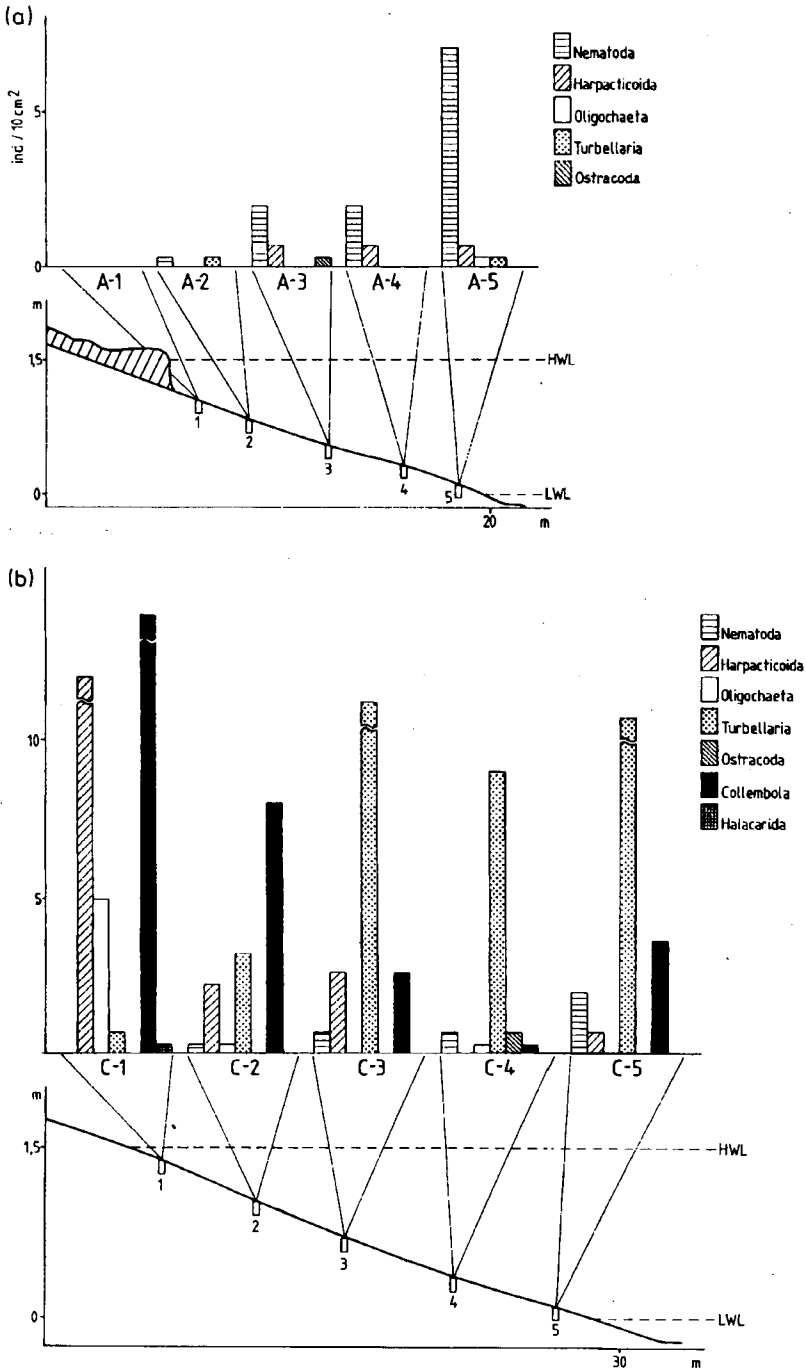 (a)
ind / 10 cm²
5
0
Nematoda
Harpacticoida
Oligochaeta
Turbellaria
Ostracoda
A-1 A-2 A-3 A-4 A-5
m
1,5
0
HWL
LWL
1
2
3
4
5
20 m
(b)
10
5
Nematoda
Harpacticoida
Oligochaeta
Turbellaria
Ostracoda
Collembola
Halacarida
C-1 C-2 C-3 C-4 C-5
m
1,5
0
HWL
LWL
1
2
3
4
5
30 m